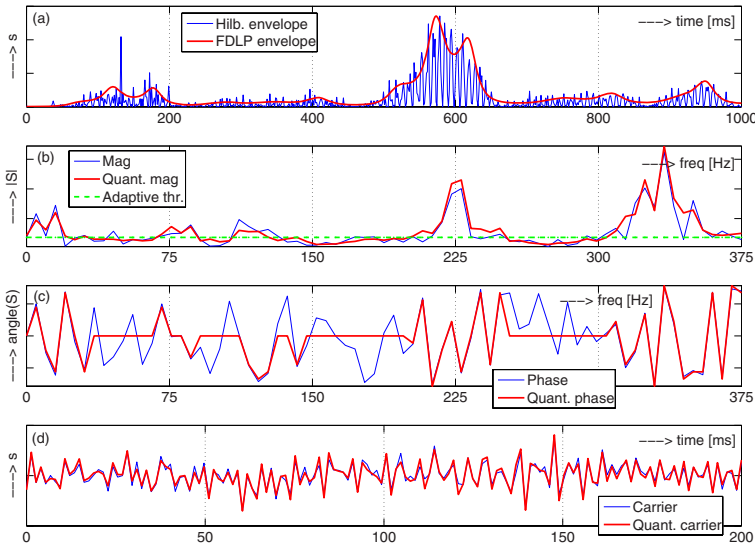 (a)
Hilb. envelope
FDLP envelope
---> time [ms]
---> s
0 200 400 600 800 1000
(b)
Mag
Quant. mag
Adaptive thr.
---> freq [Hz]
---> |S|
0 75 150 225 300 375
(c)
---> freq [Hz]
---> angle(S)
Phase
Quant. phase
0 75 150 225 300 375
(d)
---> time [ms]
---> s
Carrier
Quant. carrier
0 50 100 150 200